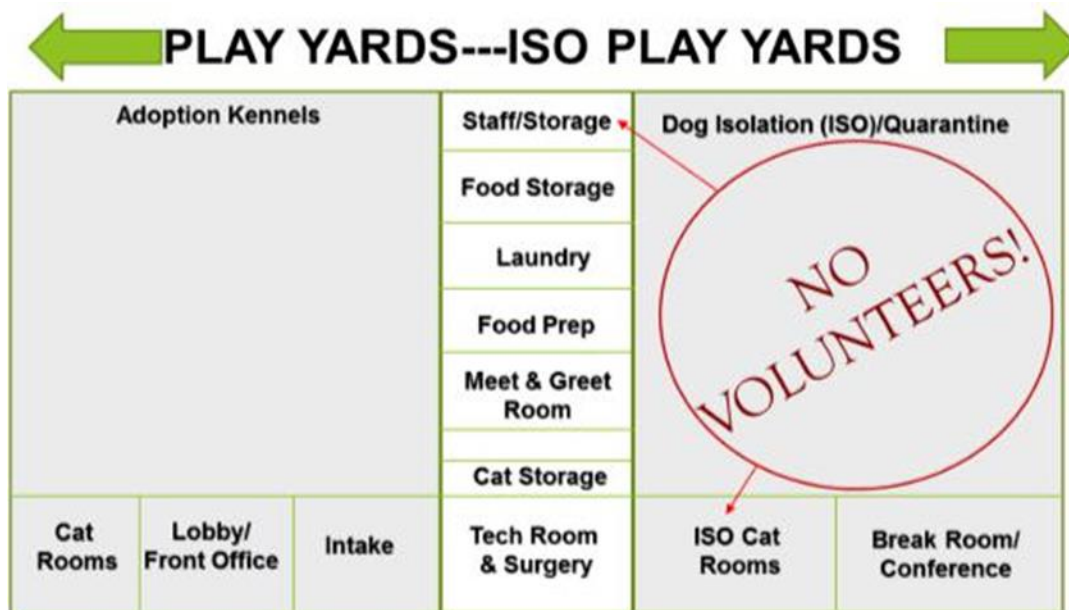 PLAY YARDS---ISO PLAY YARDS
Adoption Kennels
Staff/Storage
Food Storage
Laundry
Food Prep
Meet & Greet
Room
Cat Storage
Dog Isolation (ISO)/Quarantine
NO
VOLUNTEERS!
Cat
Rooms
Lobby/
Front Office
Intake
Tech Room
& Surgery
ISO Cat
Rooms
Break Room/
Conference